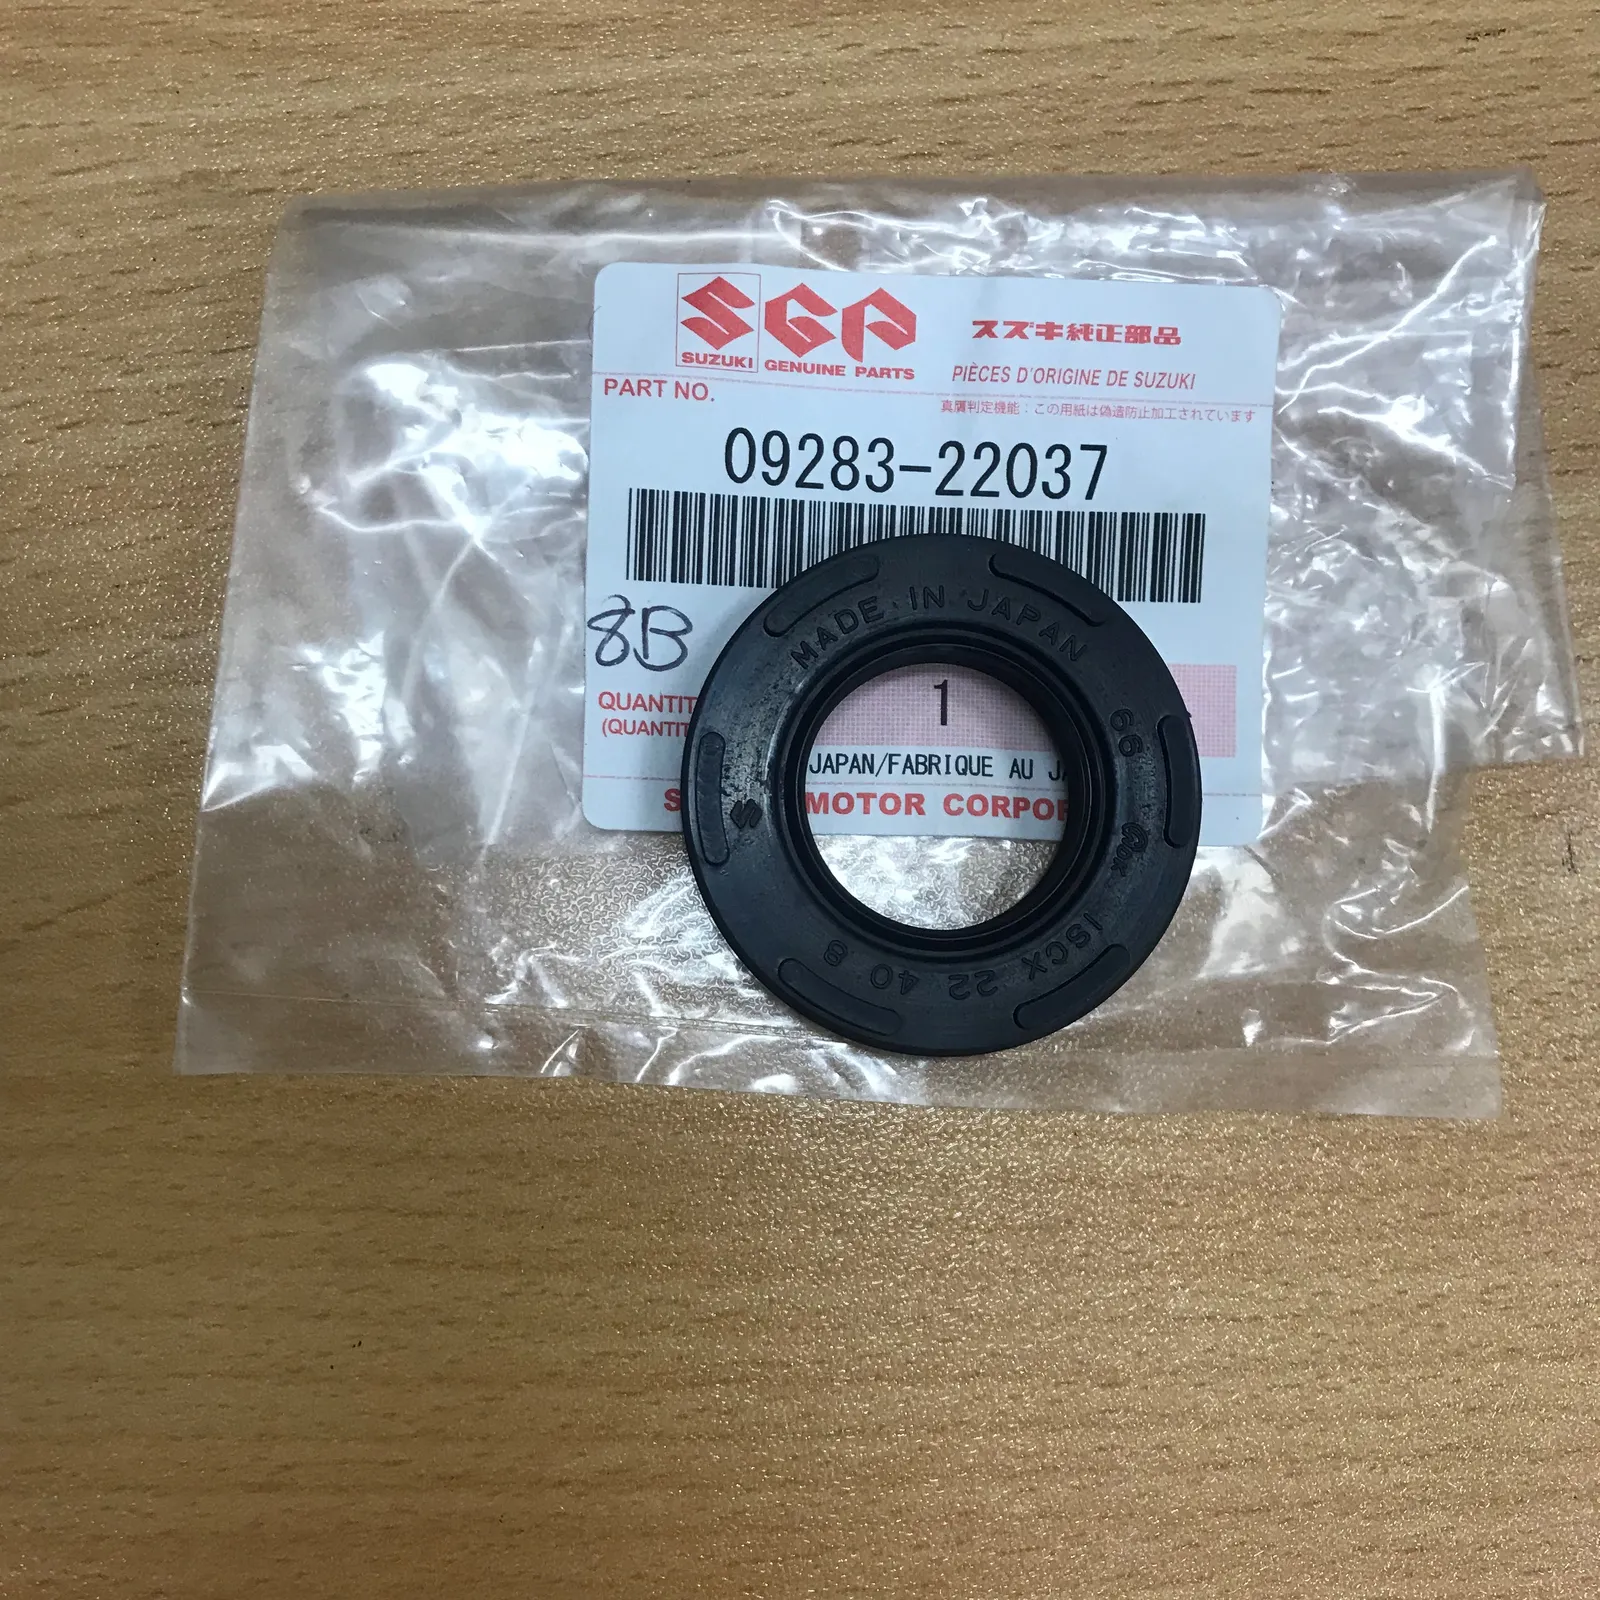 SGP
SUZUKI GENUINE PARTS
スズキ純正部品
PIÈCES D'ORIGINE DE SUZUKI
PART NO.
真贋判定機能：この用紙は偽造防止加工されています
09283-22037
8B
QUANTIT
(QUANTIT
1
JAPAN/FABRIQUE AU JA
S MOTOR CORPOR
MADE IN JAPAN
66
ISCX 22 40 8
S